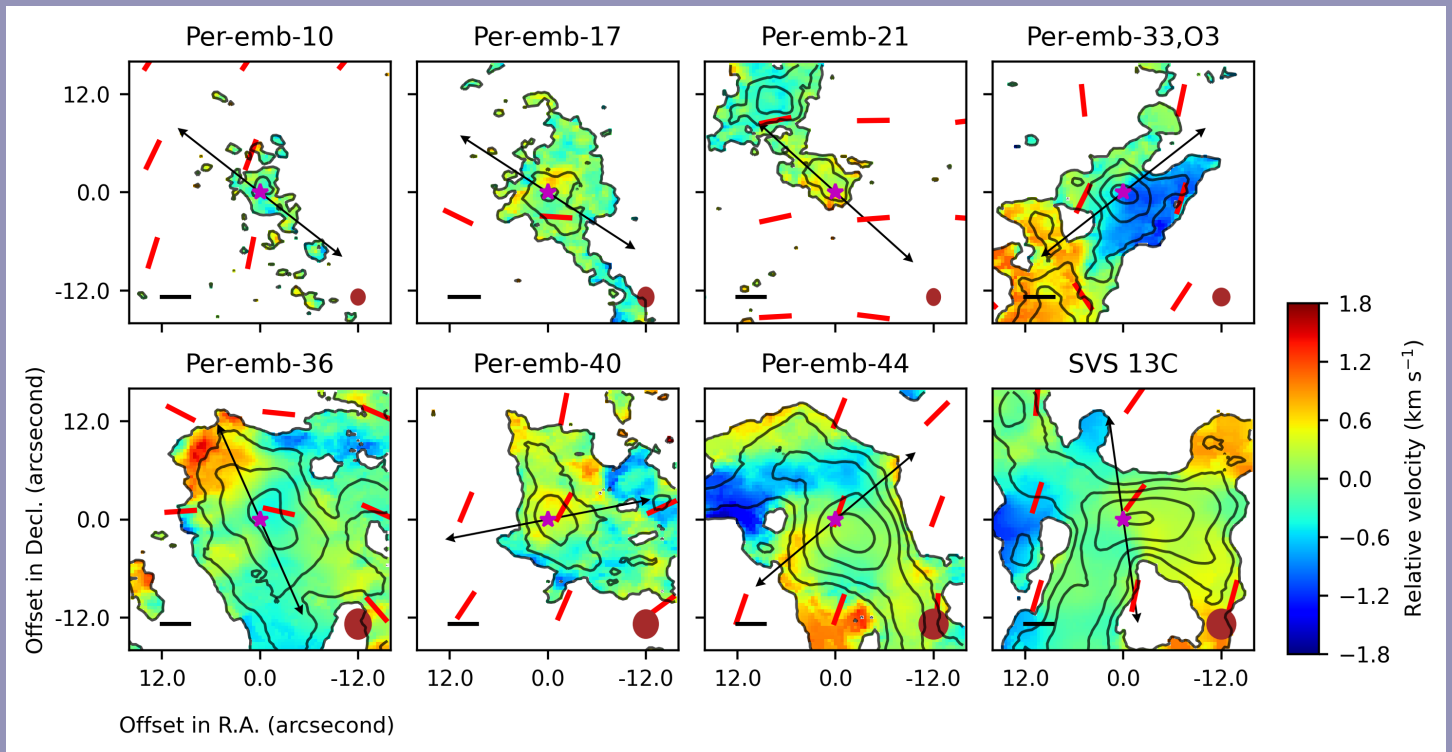 Per-emb-10 Per-emb-17 Per-emb-21 Per-emb-33,O3
12.0
0.0
-12.0
Per-emb-36 Per-emb-40 Per-emb-44 SVS 13C
12.0
0.0
-12.0
12.0 0.0 -12.0 12.0 0.0 -12.0 12.0 0.0 -12.0 12.0 0.0 -12.0
Offset in R.A. (arcsecond)
Offset in Decl. (arcsecond)
1.8
1.2
0.6
0.0
−0.6
−1.2
−1.8
Relative velocity (km s⁻¹)